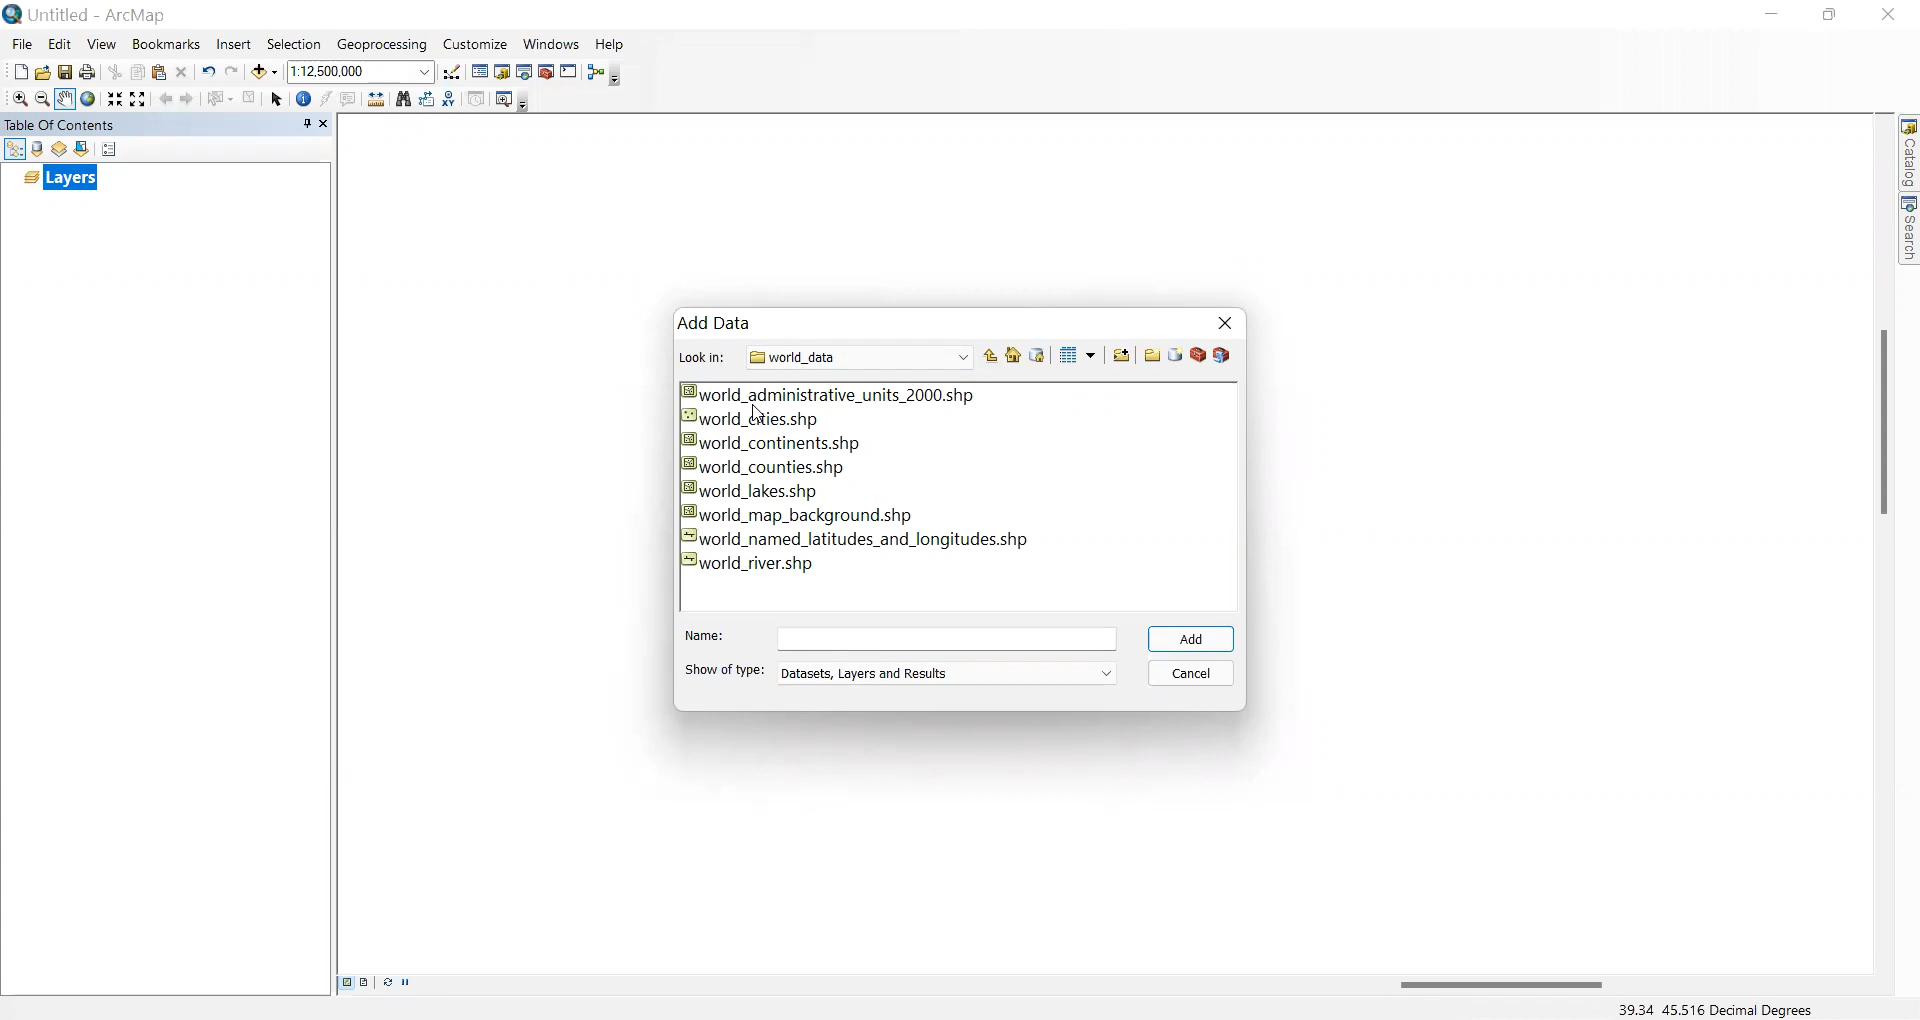 Untitled - ArcMap
File Edit View Bookmarks Insert Selection Geoprocessing Customize Windows Help
1:12,500,000
Table Of Contents
Layers
Catalog
Search
Add Data
Look in: world_data
world_administrative_units_2000.shp
world_cities.shp
world_continents.shp
world_counties.shp
world_lakes.shp
world_map_background.shp
world_named_latitudes_and_longitudes.shp
world_river.shp
Name:
Add
Show of type: Datasets, Layers and Results
Cancel
39.34 45.516 Decimal Degrees